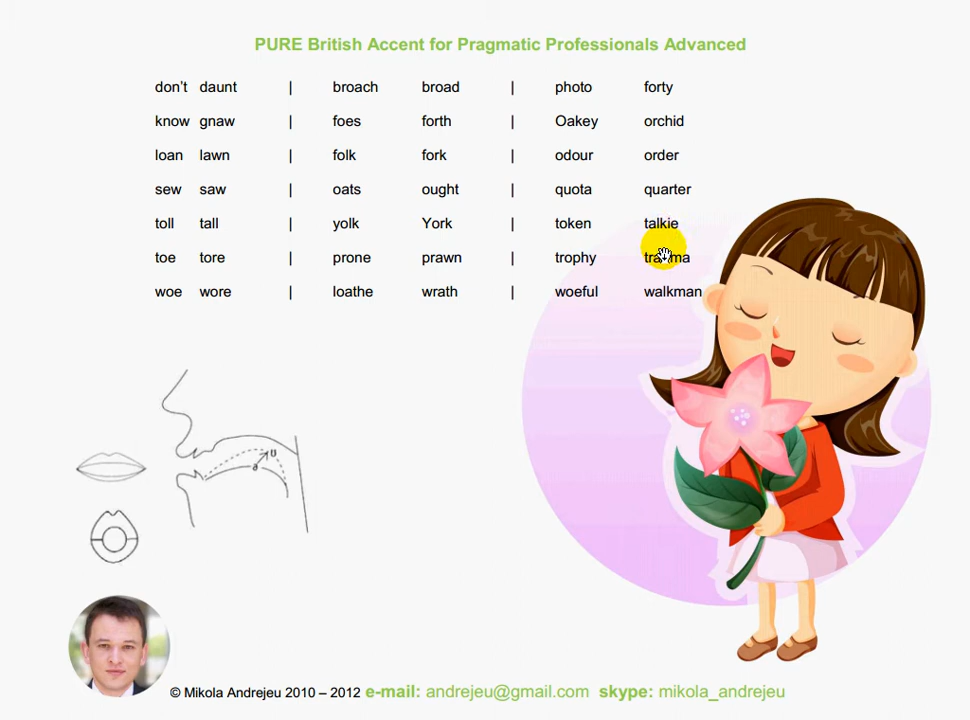 PURE British Accent for Pragmatic Professionals Advanced
don't daunt | broach broad | photo forty
know gnaw | foes forth | Oakey orchid
loan lawn | folk fork | odour order
sew saw | oats ought | quota quarter
toll tall | yolk York | token talkie
toe tore | prone prawn | trophy trauma
woe wore | loathe wrath | woeful walkman
ə ʊ
© Mikola Andrejeu 2010 – 2012 e-mail: andrejeu@gmail.com skype: mikola_andrejeu